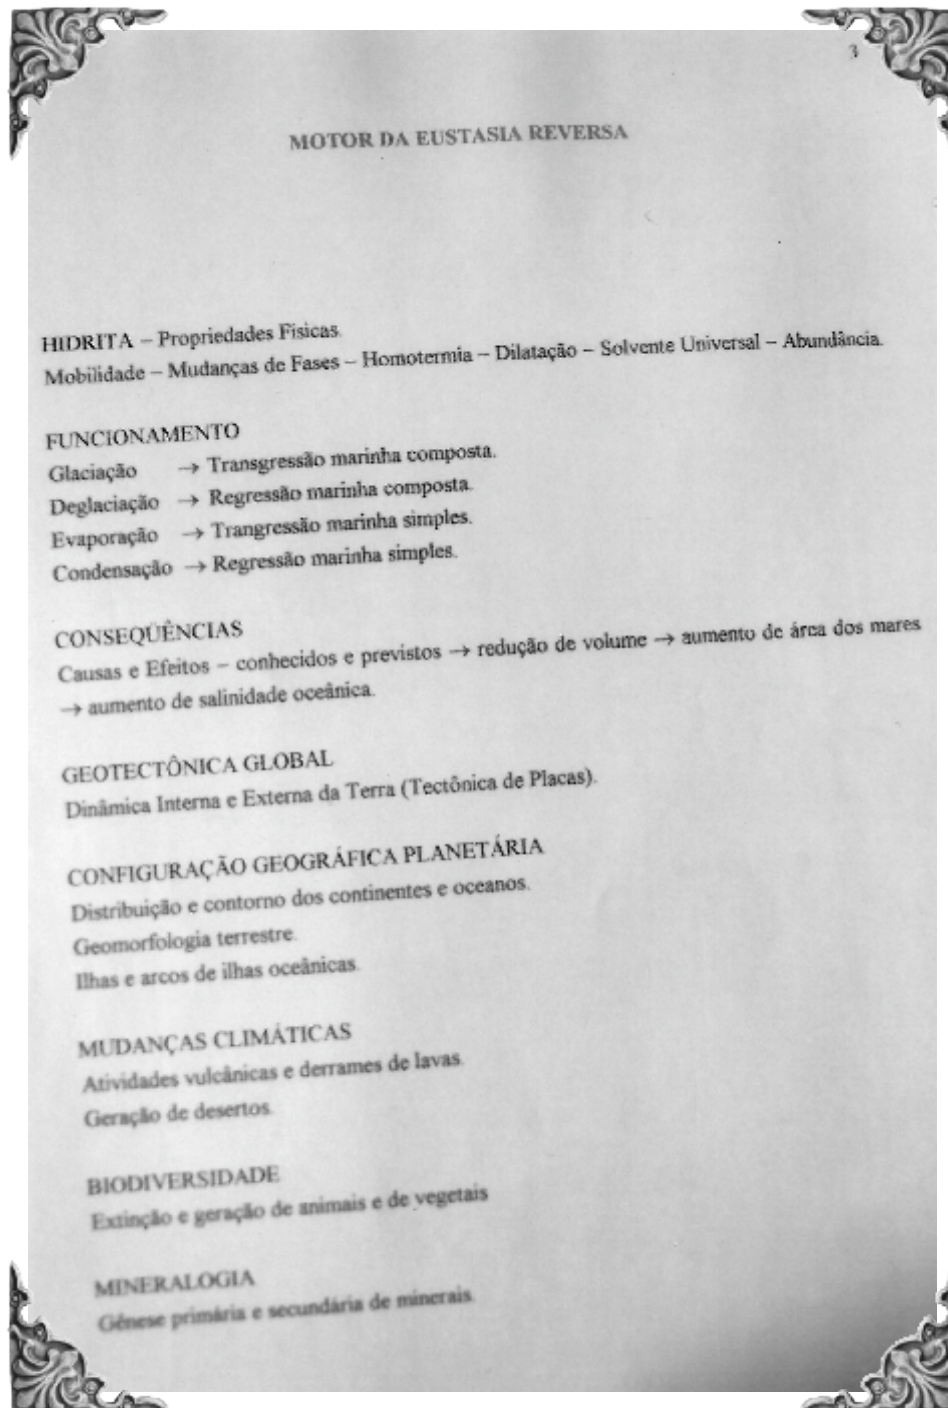 3
MOTOR DA EUSTASIA REVERSA
HIDRITA – Propriedades Físicas.
Mobilidade – Mudanças de Fases – Homotermia – Dilatação – Solvente Universal – Abundância.
FUNCIONAMENTO
Glaciação → Transgressão marinha composta.
Deglaciação → Regressão marinha composta.
Evaporação → Trangressão marinha simples.
Condensação → Regressão marinha simples.
CONSEQÜÊNCIAS
Causas e Efeitos – conhecidos e previstos → redução de volume → aumento de área dos mares
→ aumento de salinidade oceânica.
GEOTECTÔNICA GLOBAL
Dinâmica Interna e Externa da Terra (Tectônica de Placas).
CONFIGURAÇÃO GEOGRÁFICA PLANETÁRIA
Distribuição e contorno dos continentes e oceanos.
Geomorfologia terrestre.
Ilhas e arcos de ilhas oceânicas.
MUDANÇAS CLIMÁTICAS
Atividades vulcânicas e derrames de lavas.
Geração de desertos.
BIODIVERSIDADE
Extinção e geração de animais e de vegetais
MINERALOGIA
Gênese primária e secundária de minerais.